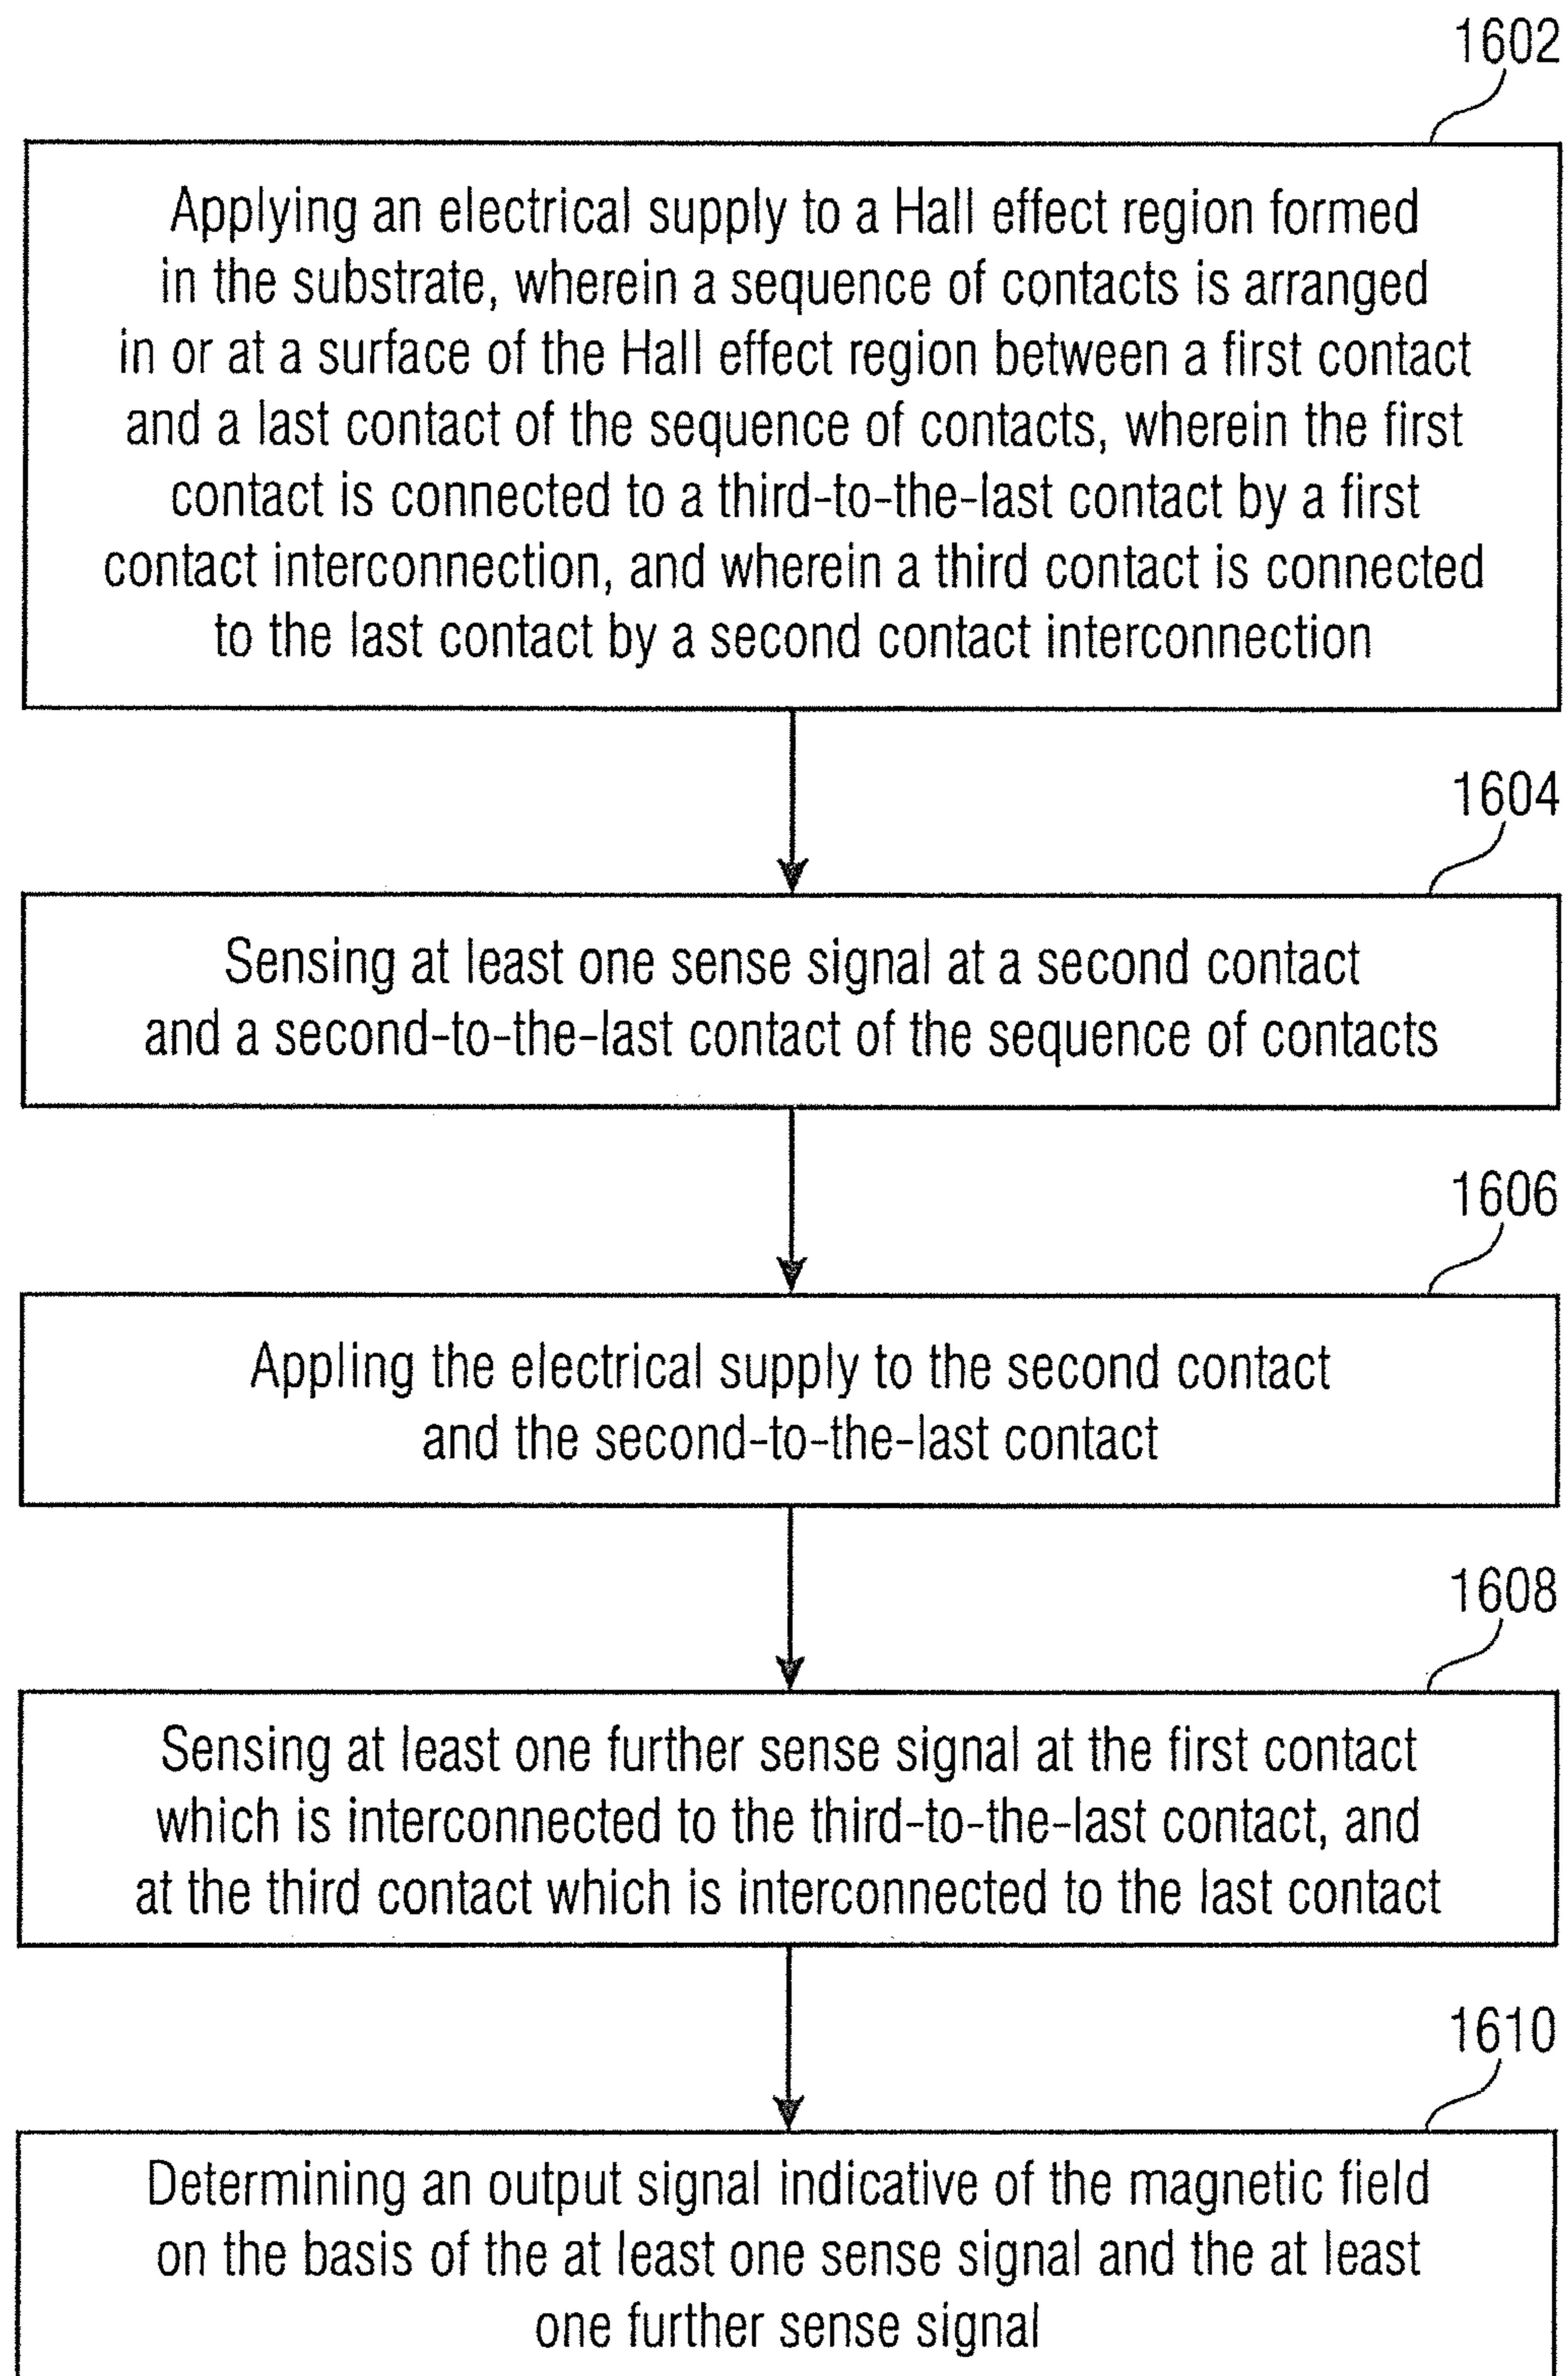 1602
Applying an electrical supply to a Hall effect region formed
in the substrate, wherein a sequence of contacts is arranged
in or at a surface of the Hall effect region between a first contact
and a last contact of the sequence of contacts, wherein the first
contact is connected to a third-to-the-last contact by a first
contact interconnection, and wherein a third contact is connected
to the last contact by a second contact interconnection
1604
Sensing at least one sense signal at a second contact
and a second-to-the-last contact of the sequence of contacts
1606
Appling the electrical supply to the second contact
and the second-to-the-last contact
1608
Sensing at least one further sense signal at the first contact
which is interconnected to the third-to-the-last contact, and
at the third contact which is interconnected to the last contact
1610
Determining an output signal indicative of the magnetic field
on the basis of the at least one sense signal and the at least
one further sense signal